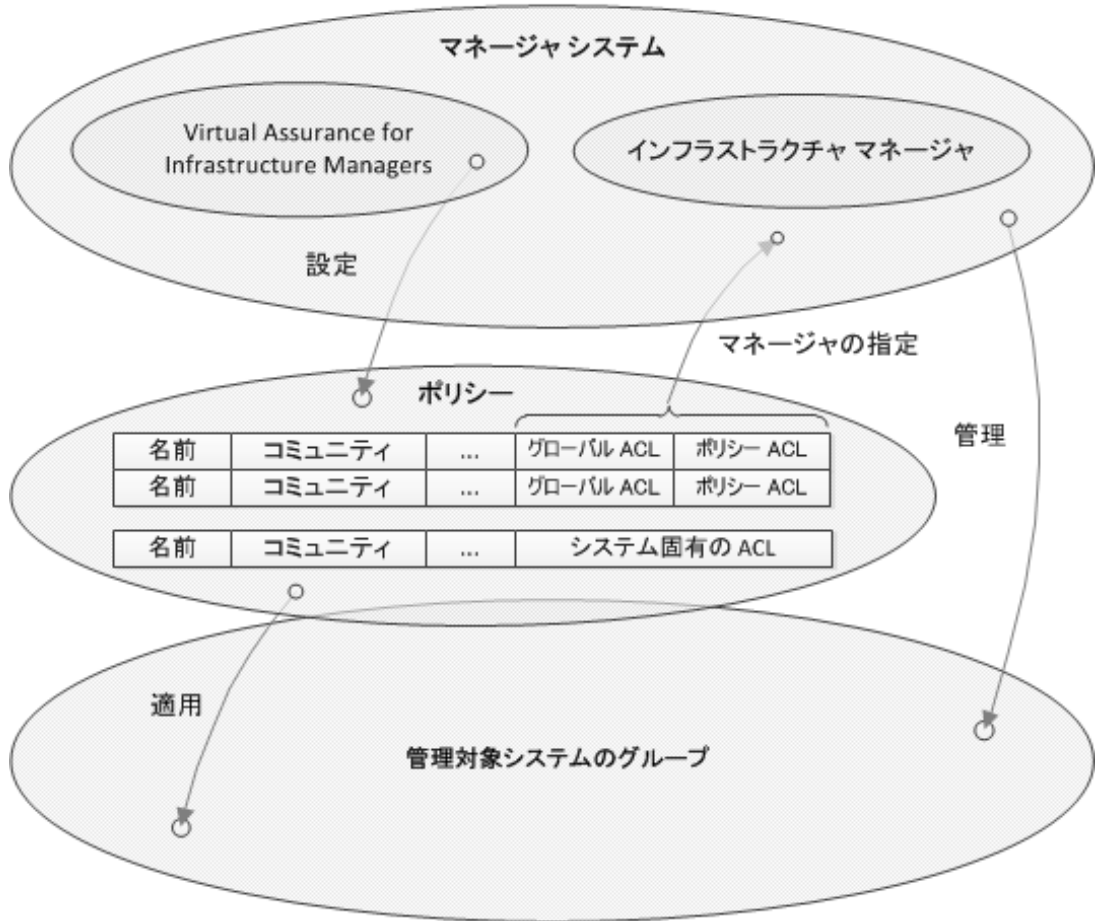 マネージャ システム
Virtual Assurance for
Infrastructure Managers
インフラストラクチャ マネージャ
設定
マネージャの指定
管理
ポリシー
名前 コミュニティ ... グローバル ACL ポリシー ACL
名前 コミュニティ ... グローバル ACL ポリシー ACL
名前 コミュニティ ... システム固有の ACL
適用
管理対象システムのグループ